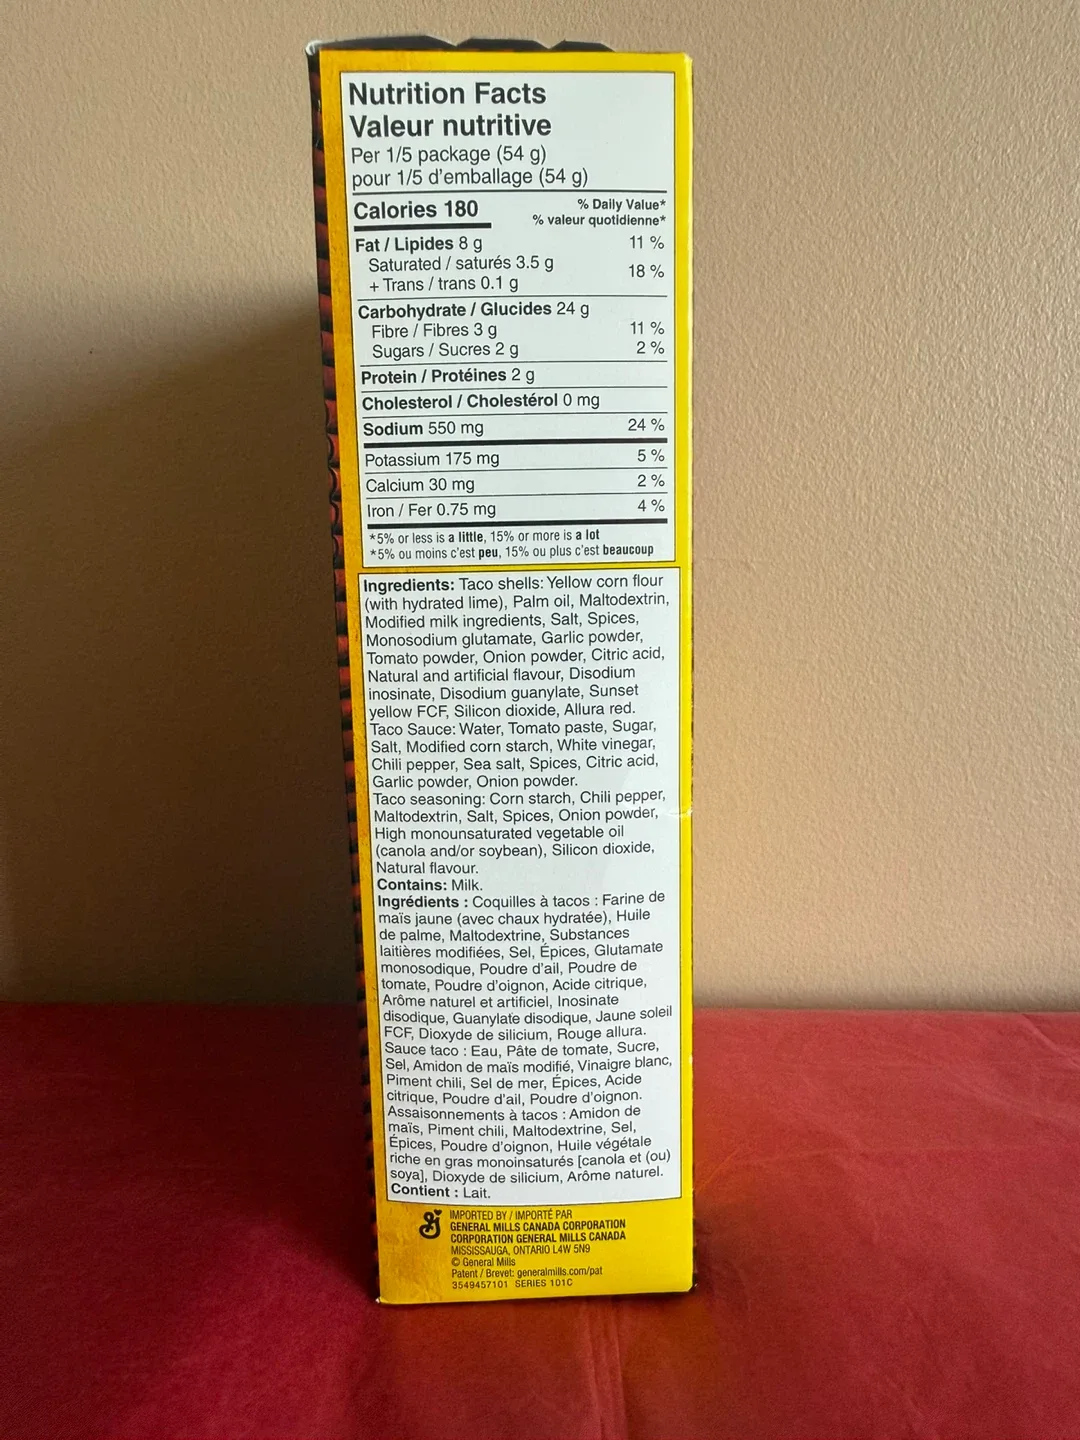 Nutrition Facts
Valeur nutritive
Per 1/5 package (54 g)
pour 1/5 d'emballage (54 g)
Calories 180
% Daily Value*
% valeur quotidienne*
Fat / Lipides 8 g 11 %
Saturated / saturés 3.5 g
+ Trans / trans 0.1 g 18 %
Carbohydrate / Glucides 24 g
Fibre / Fibres 3 g 11 %
Sugars / Sucres 2 g 2 %
Protein / Protéines 2 g
Cholesterol / Cholestérol 0 mg
Sodium 550 mg 24 %
Potassium 175 mg 5 %
Calcium 30 mg 2 %
Iron / Fer 0.75 mg 4 %
*5% or less is a little, 15% or more is a lot
*5% ou moins c'est peu, 15% ou plus c'est beaucoup
Ingredients: Taco shells: Yellow corn flour
(with hydrated lime), Palm oil, Maltodextrin,
Modified milk ingredients, Salt, Spices,
Monosodium glutamate, Garlic powder,
Tomato powder, Onion powder, Citric acid,
Natural and artificial flavour, Disodium
inosinate, Disodium guanylate, Sunset
yellow FCF, Silicon dioxide, Allura red.
Taco Sauce: Water, Tomato paste, Sugar,
Salt, Modified corn starch, White vinegar,
Chili pepper, Sea salt, Spices, Citric acid,
Garlic powder, Onion powder.
Taco seasoning: Corn starch, Chili pepper,
Maltodextrin, Salt, Spices, Onion powder,
High monounsaturated vegetable oil
(canola and/or soybean), Silicon dioxide,
Natural flavour.
Contains: Milk.
Ingrédients : Coquilles à tacos : Farine de
maïs jaune (avec chaux hydratée), Huile
de palme, Maltodextrine, Substances
laitières modifiées, Sel, Épices, Glutamate
monosodique, Poudre d'ail, Poudre de
tomate, Poudre d'oignon, Acide citrique,
Arôme naturel et artificiel, Inosinate
disodique, Guanylate disodique, Jaune soleil
FCF, Dioxyde de silicium, Rouge allura.
Sauce taco : Eau, Pâte de tomate, Sucre,
Sel, Amidon de maïs modifié, Vinaigre blanc,
Piment chili, Sel de mer, Épices, Acide
citrique, Poudre d'ail, Poudre d'oignon.
Assaisonnements à tacos : Amidon de
maïs, Piment chili, Maltodextrine, Sel,
Épices, Poudre d'oignon, Huile végétale
riche en gras monoinsaturés [canola et (ou)
soya], Dioxyde de silicium, Arôme naturel.
Contient : Lait.
IMPORTED BY / IMPORTÉ PAR
GENERAL MILLS CANADA CORPORATION
CORPORATION GENERAL MILLS CANADA
MISSISSAUGA, ONTARIO L4W 5N9
© General Mills
Patent / Brevet: generalmills.com/pat
3549457101 SERIES 101C